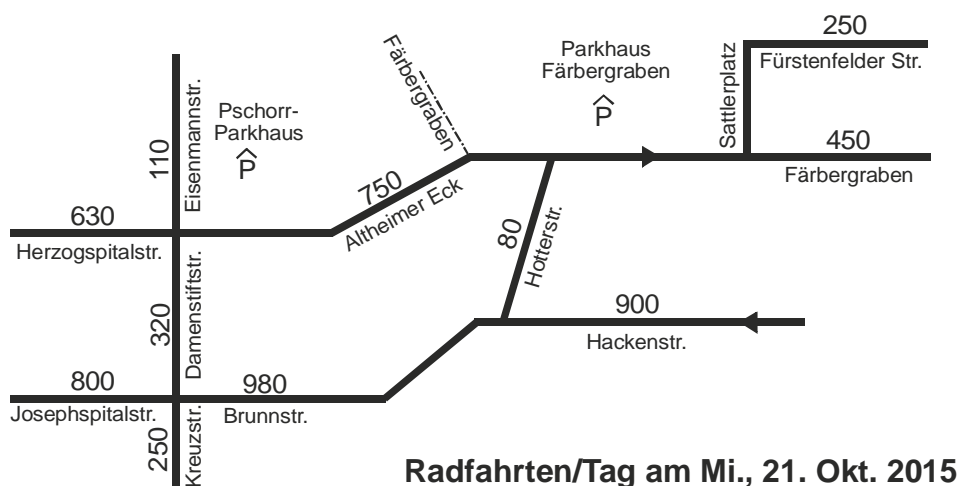 250
Fürstenfelder Str.
Sattlerplatz
Parkhaus
Färbergraben
P
Färbergraben
Pschorr-
Parkhaus
P
Eisenmannstr.
110
450
Färbergraben
750
Altheimer Eck
630
Herzogspitalstr.
80
Hotterstr.
Damenstiftstr.
320
900
Hackenstr.
800
Josephspitalstr.
980
Brunnstr.
250
Kreuzstr.
Radfahrten/Tag am Mi., 21. Okt. 2015